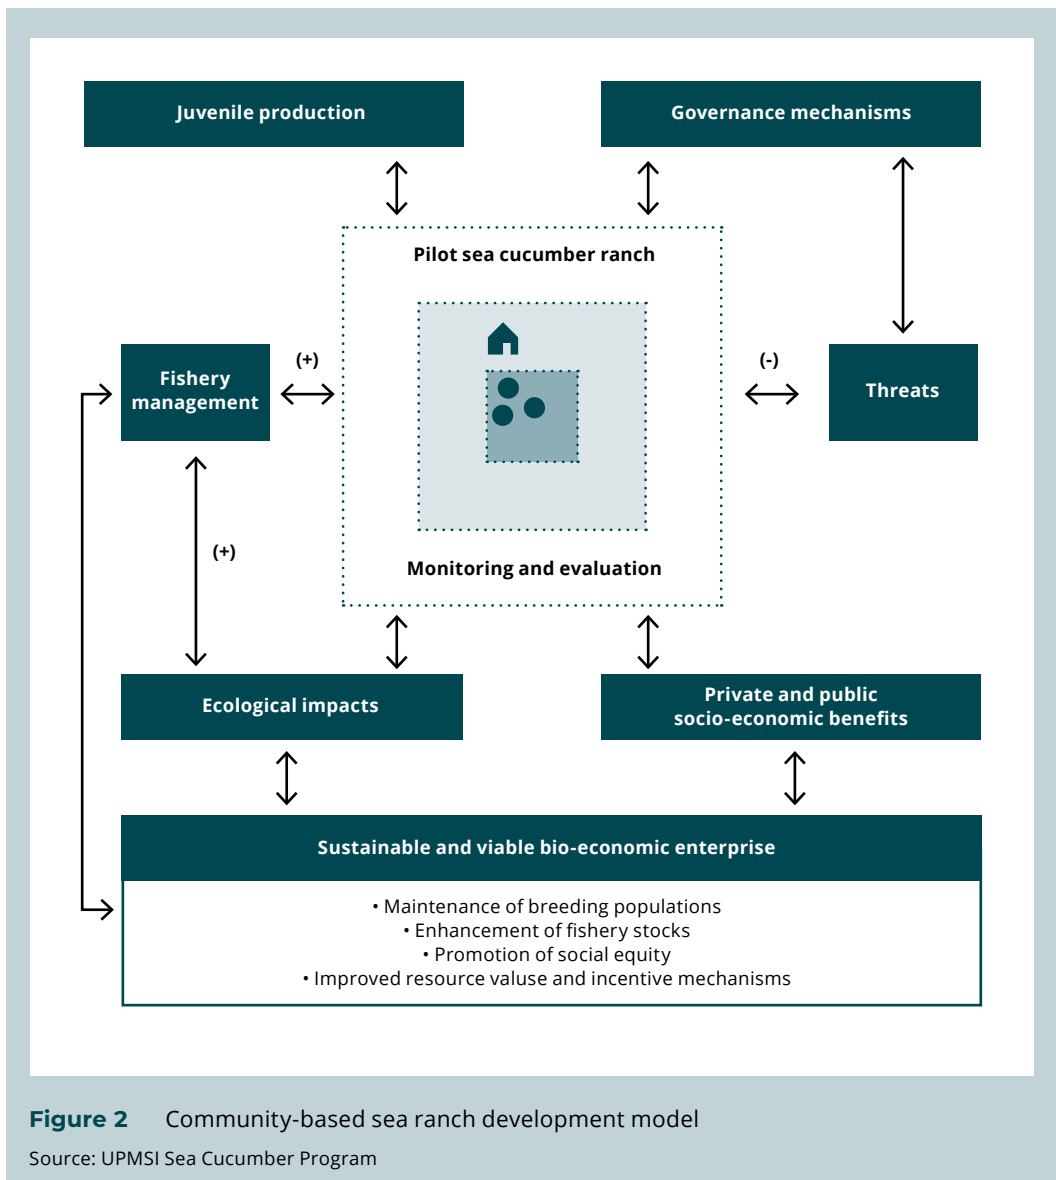 Juvenile production
Governance mechanisms
Pilot sea cucumber ranch
(+)
(-)
Fishery
management
Threats
(+)
Monitoring and evaluation
Ecological impacts
Private and public
socio-economic benefits
Sustainable and viable bio-economic enterprise
• Maintenance of breeding populations
• Enhancement of fishery stocks
• Promotion of social equity
• Improved resource valuse and incentive mechanisms
Figure 2 Community-based sea ranch development model
Source: UPMSI Sea Cucumber Program